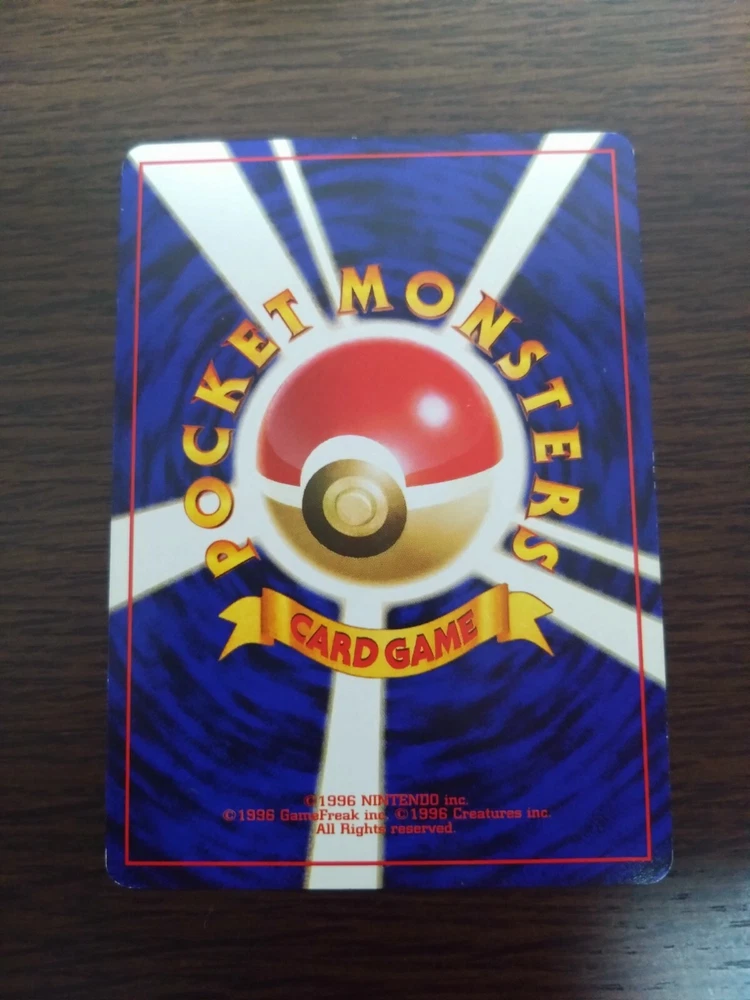 POCKET MONSTERS
CARD GAME
©1996 NINTENDO inc.
©1996 GameFreak inc. ©1996 Creatures inc.
All Rights reserved.